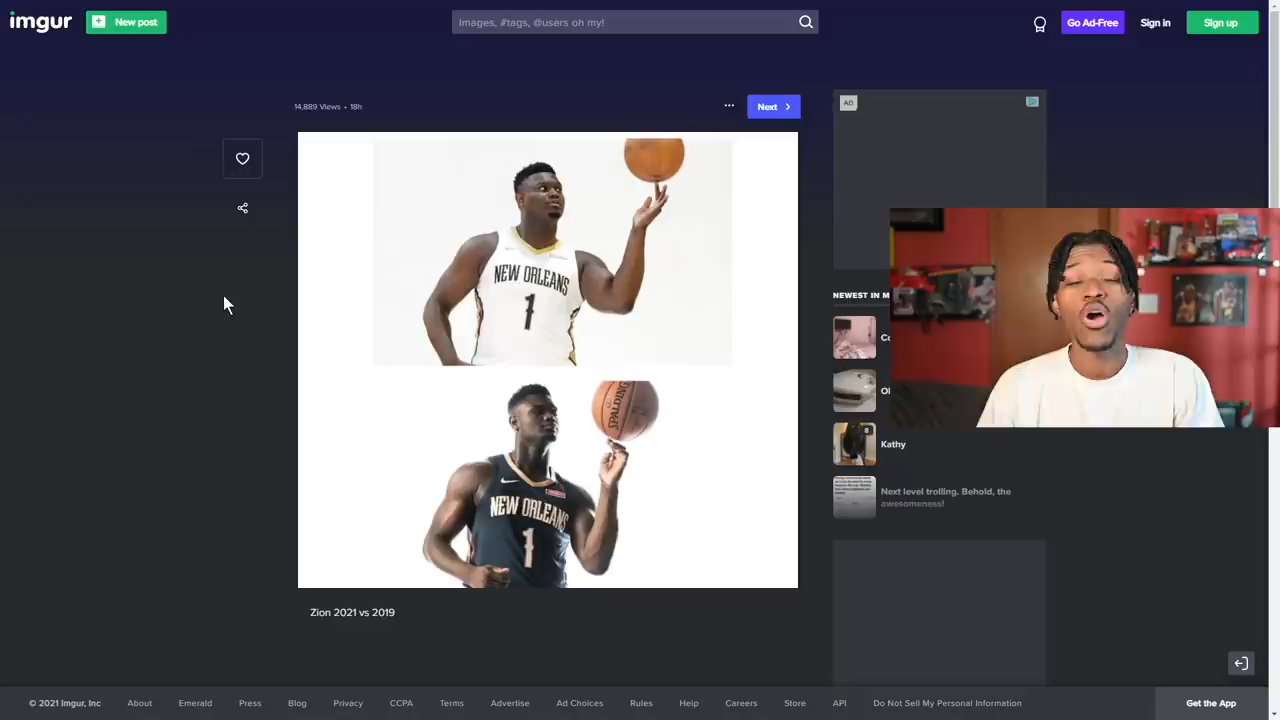 imgur
New post
Images, #tags, @users oh my!
Go Ad-Free
Sign in
Sign up
14,889 Views • 18h
Next
AD
NEW ORLEANS
1
SPALDING
NEW ORLEANS
1
Zion 2021 vs 2019
NEWEST IN M
Kathy
Next level trolling. Behold, the
awesomeness!
© 2021 Imgur, Inc
About
Emerald
Press
Blog
Privacy
CCPA
Terms
Advertise
Ad Choices
Rules
Help
Careers
Store
API
Do Not Sell My Personal Information
Get the App